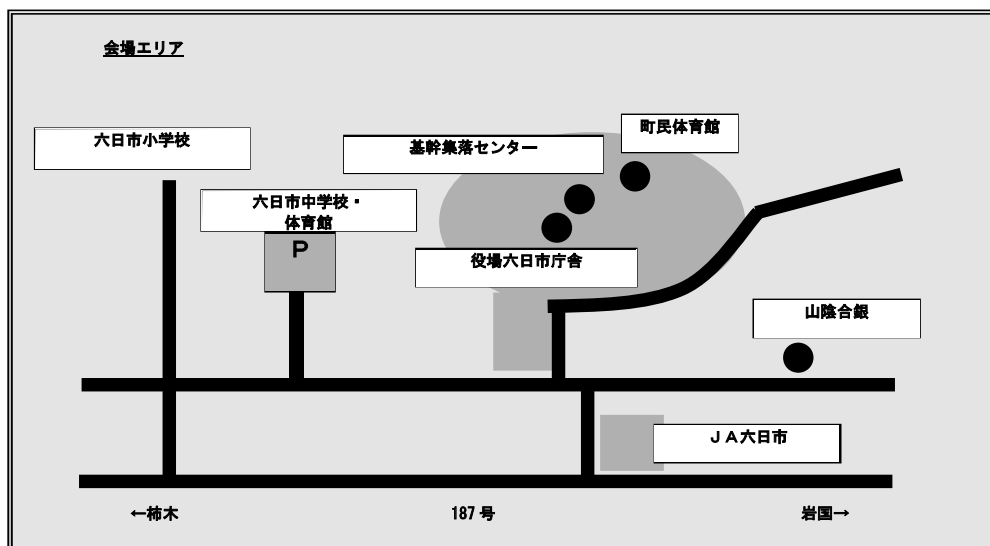 会場エリア
町民体育館
六日市小学校
基幹集落センター
六日市中学校・
体育館
P
役場六日市庁舎
山陰合銀
JA六日市
←柿木
187号
岩国→